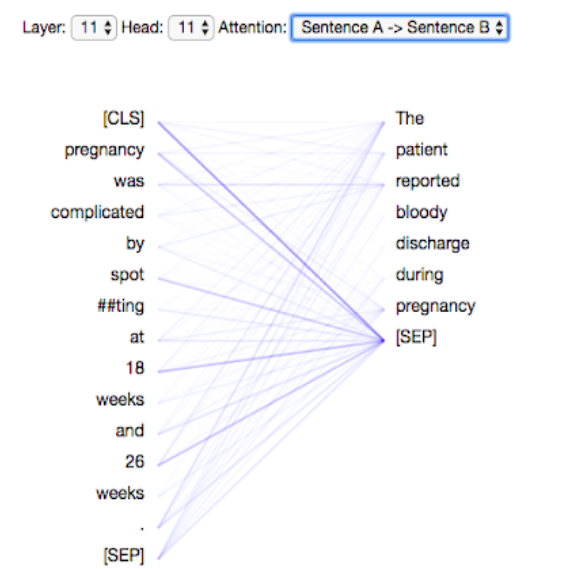 Layer: 11 Head: 11 Attention: Sentence A -> Sentence B
[CLS] The
pregnancy patient
was reported
complicated bloody
by discharge
spot during
##ting pregnancy
at [SEP]
18
weeks
and
26
weeks
.
[SEP]